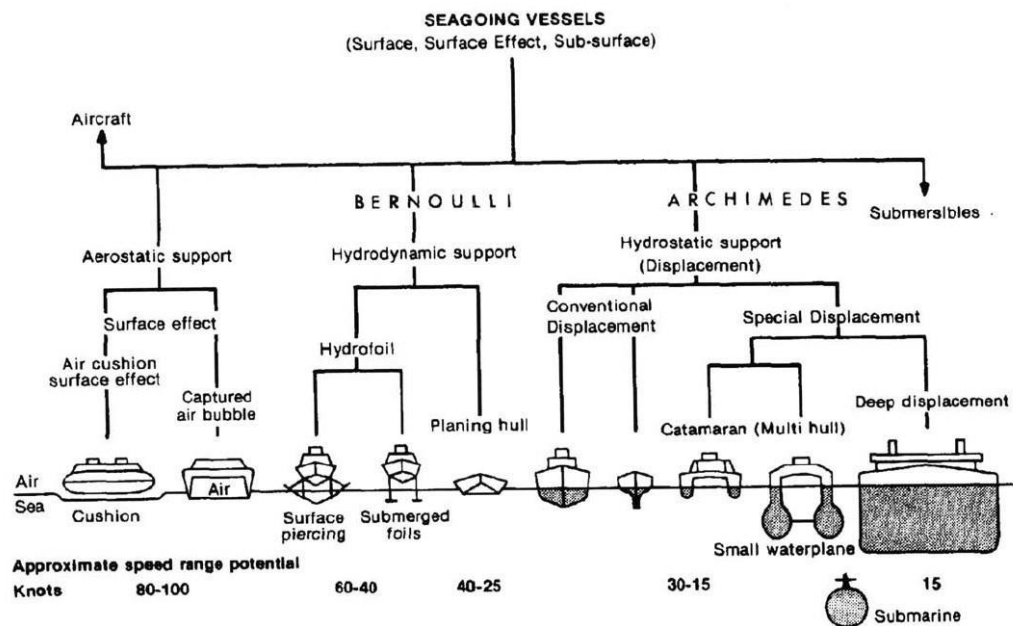 SEAGOING VESSELS
(Surface, Surface Effect, Sub-surface)
Aircraft
BERNOULLI
ARCHIMEDES
Submersibles
Aerostatic support
Hydrodynamic support
Hydrostatic support
(Displacement)
Surface effect
Conventional
Displacement
Special Displacement
Air cushion
surface effect
Hydrofoil
Captured
air bubble
Planing hull
Catamaran (Multi hull)
Deep displacement
Air
Sea
Air
Cushion
Surface
piercing
Submerged
foils
Small waterplane
Approximate speed range potential
Knots 80-100 60-40 40-25 30-15 15
Submarine